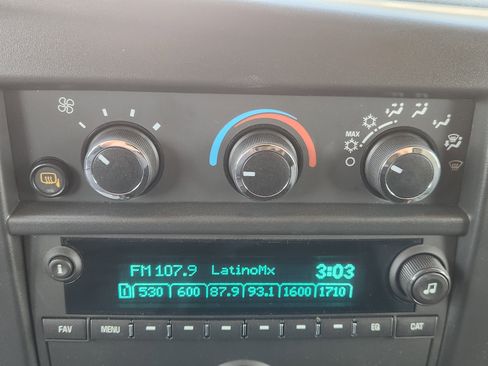 MAX
FM 107.9 LatinoMx 3:03
1 530 600 87.9 93.1 1600 1710
i
FAV MENU EQ CAT